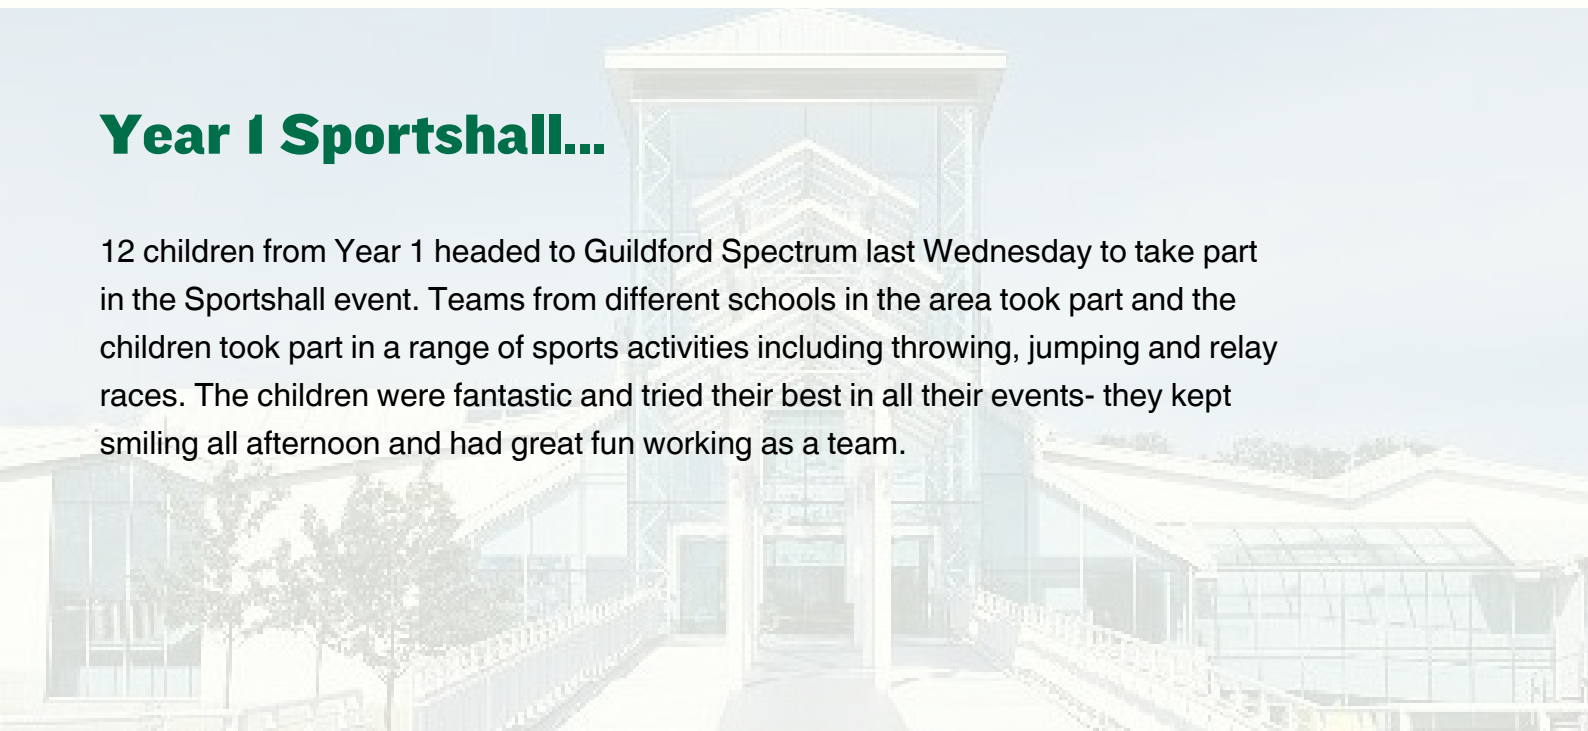 Year 1 Sportshall...
12 children from Year 1 headed to Guildford Spectrum last Wednesday to take part
in the Sportshall event. Teams from different schools in the area took part and the
children took part in a range of sports activities including throwing, jumping and relay
races. The children were fantastic and tried their best in all their events- they kept
smiling all afternoon and had great fun working as a team.